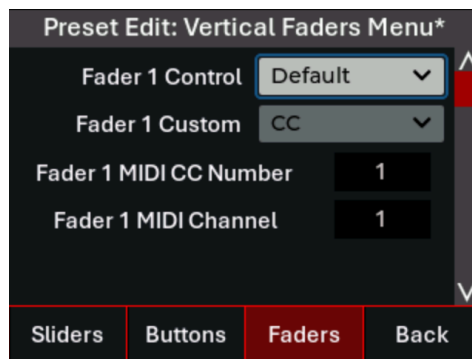 Preset Edit: Vertical Faders Menu*
Fader 1 Control Default
Fader 1 Custom CC
Fader 1 MIDI CC Number 1
Fader 1 MIDI Channel 1
Sliders Buttons Faders Back